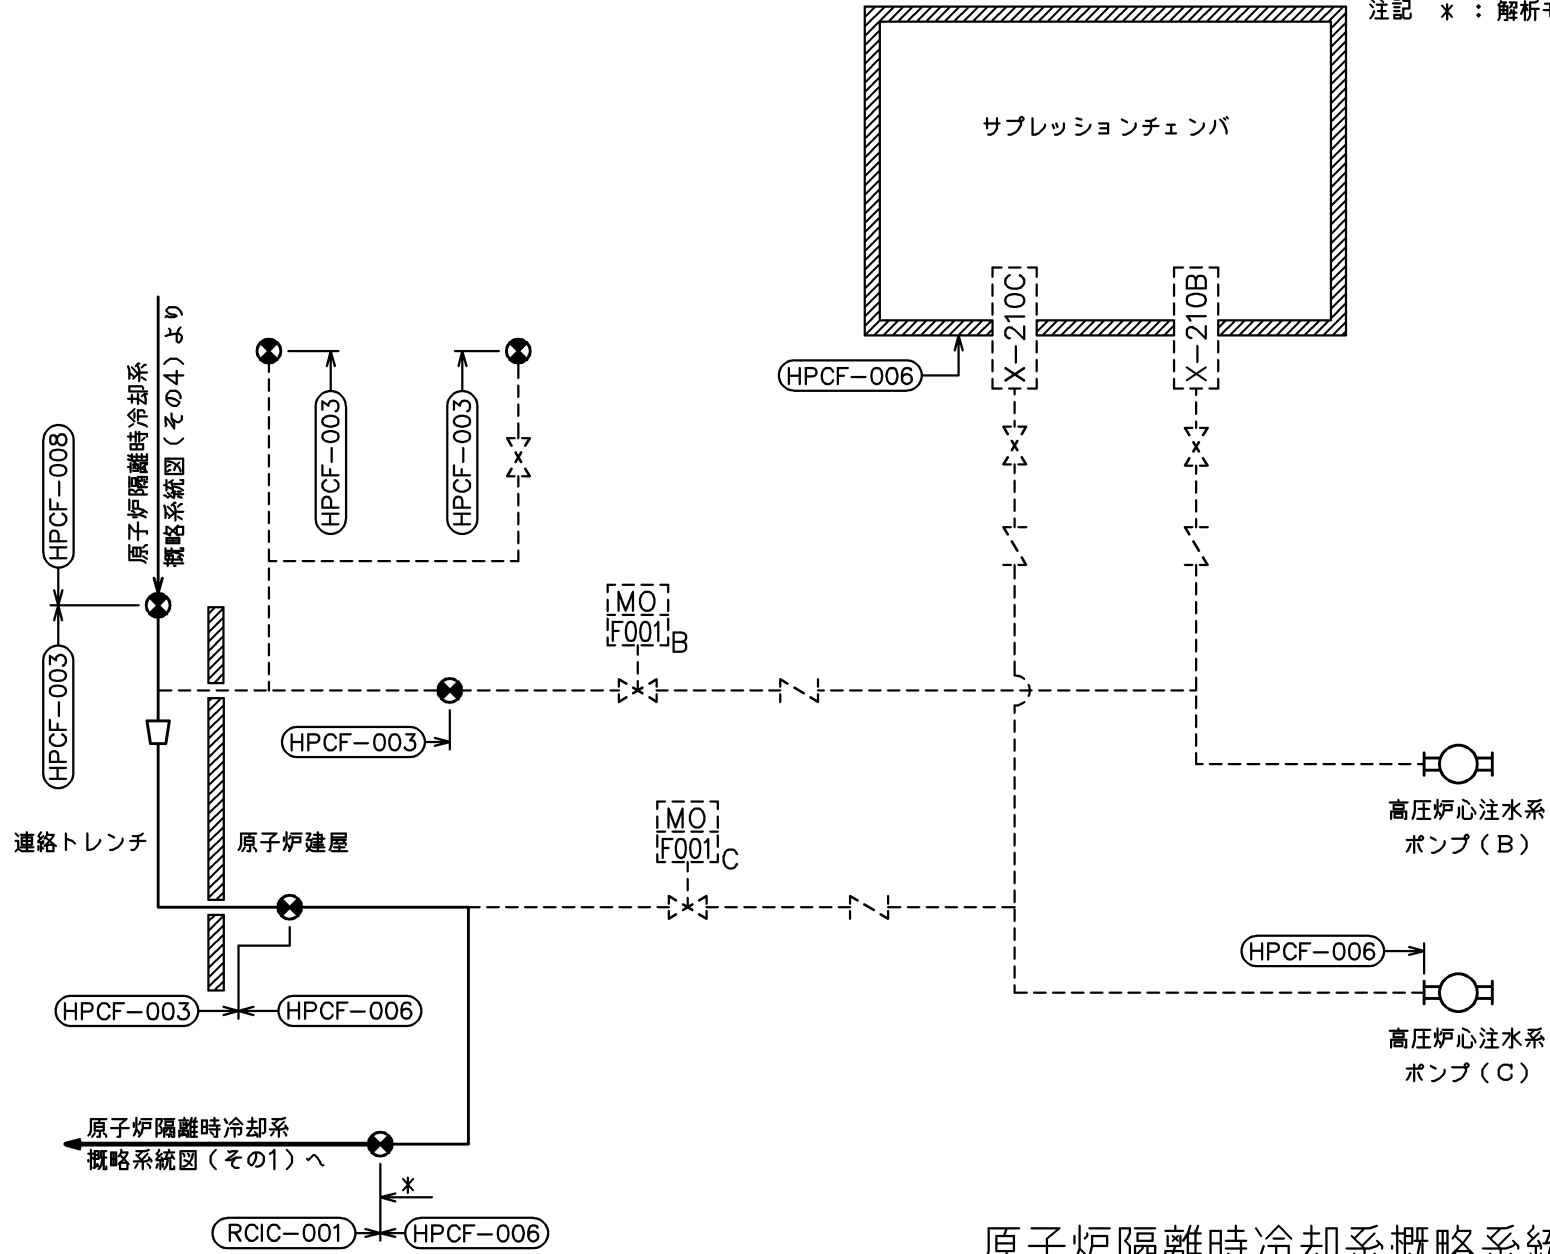 注記 * : 解析モ
サプレッションチェンバ
X-210C
X-210B
HPCF-006
原子炉隔離時冷却系
概略系統図（その4）より
HPCF-003
HPCF-003
HPCF-008
HPCF-003
MO
F001
B
HPCF-003
MO
F001
C
連絡トレンチ
原子炉建屋
高圧炉心注水系
ポンプ（B）
HPCF-006
高圧炉心注水系
ポンプ（C）
HPCF-003
HPCF-006
原子炉隔離時冷却系
概略系統図（その1）へ
*
RCIC-001
HPCF-006
原子炉隔離時冷却系概略系統